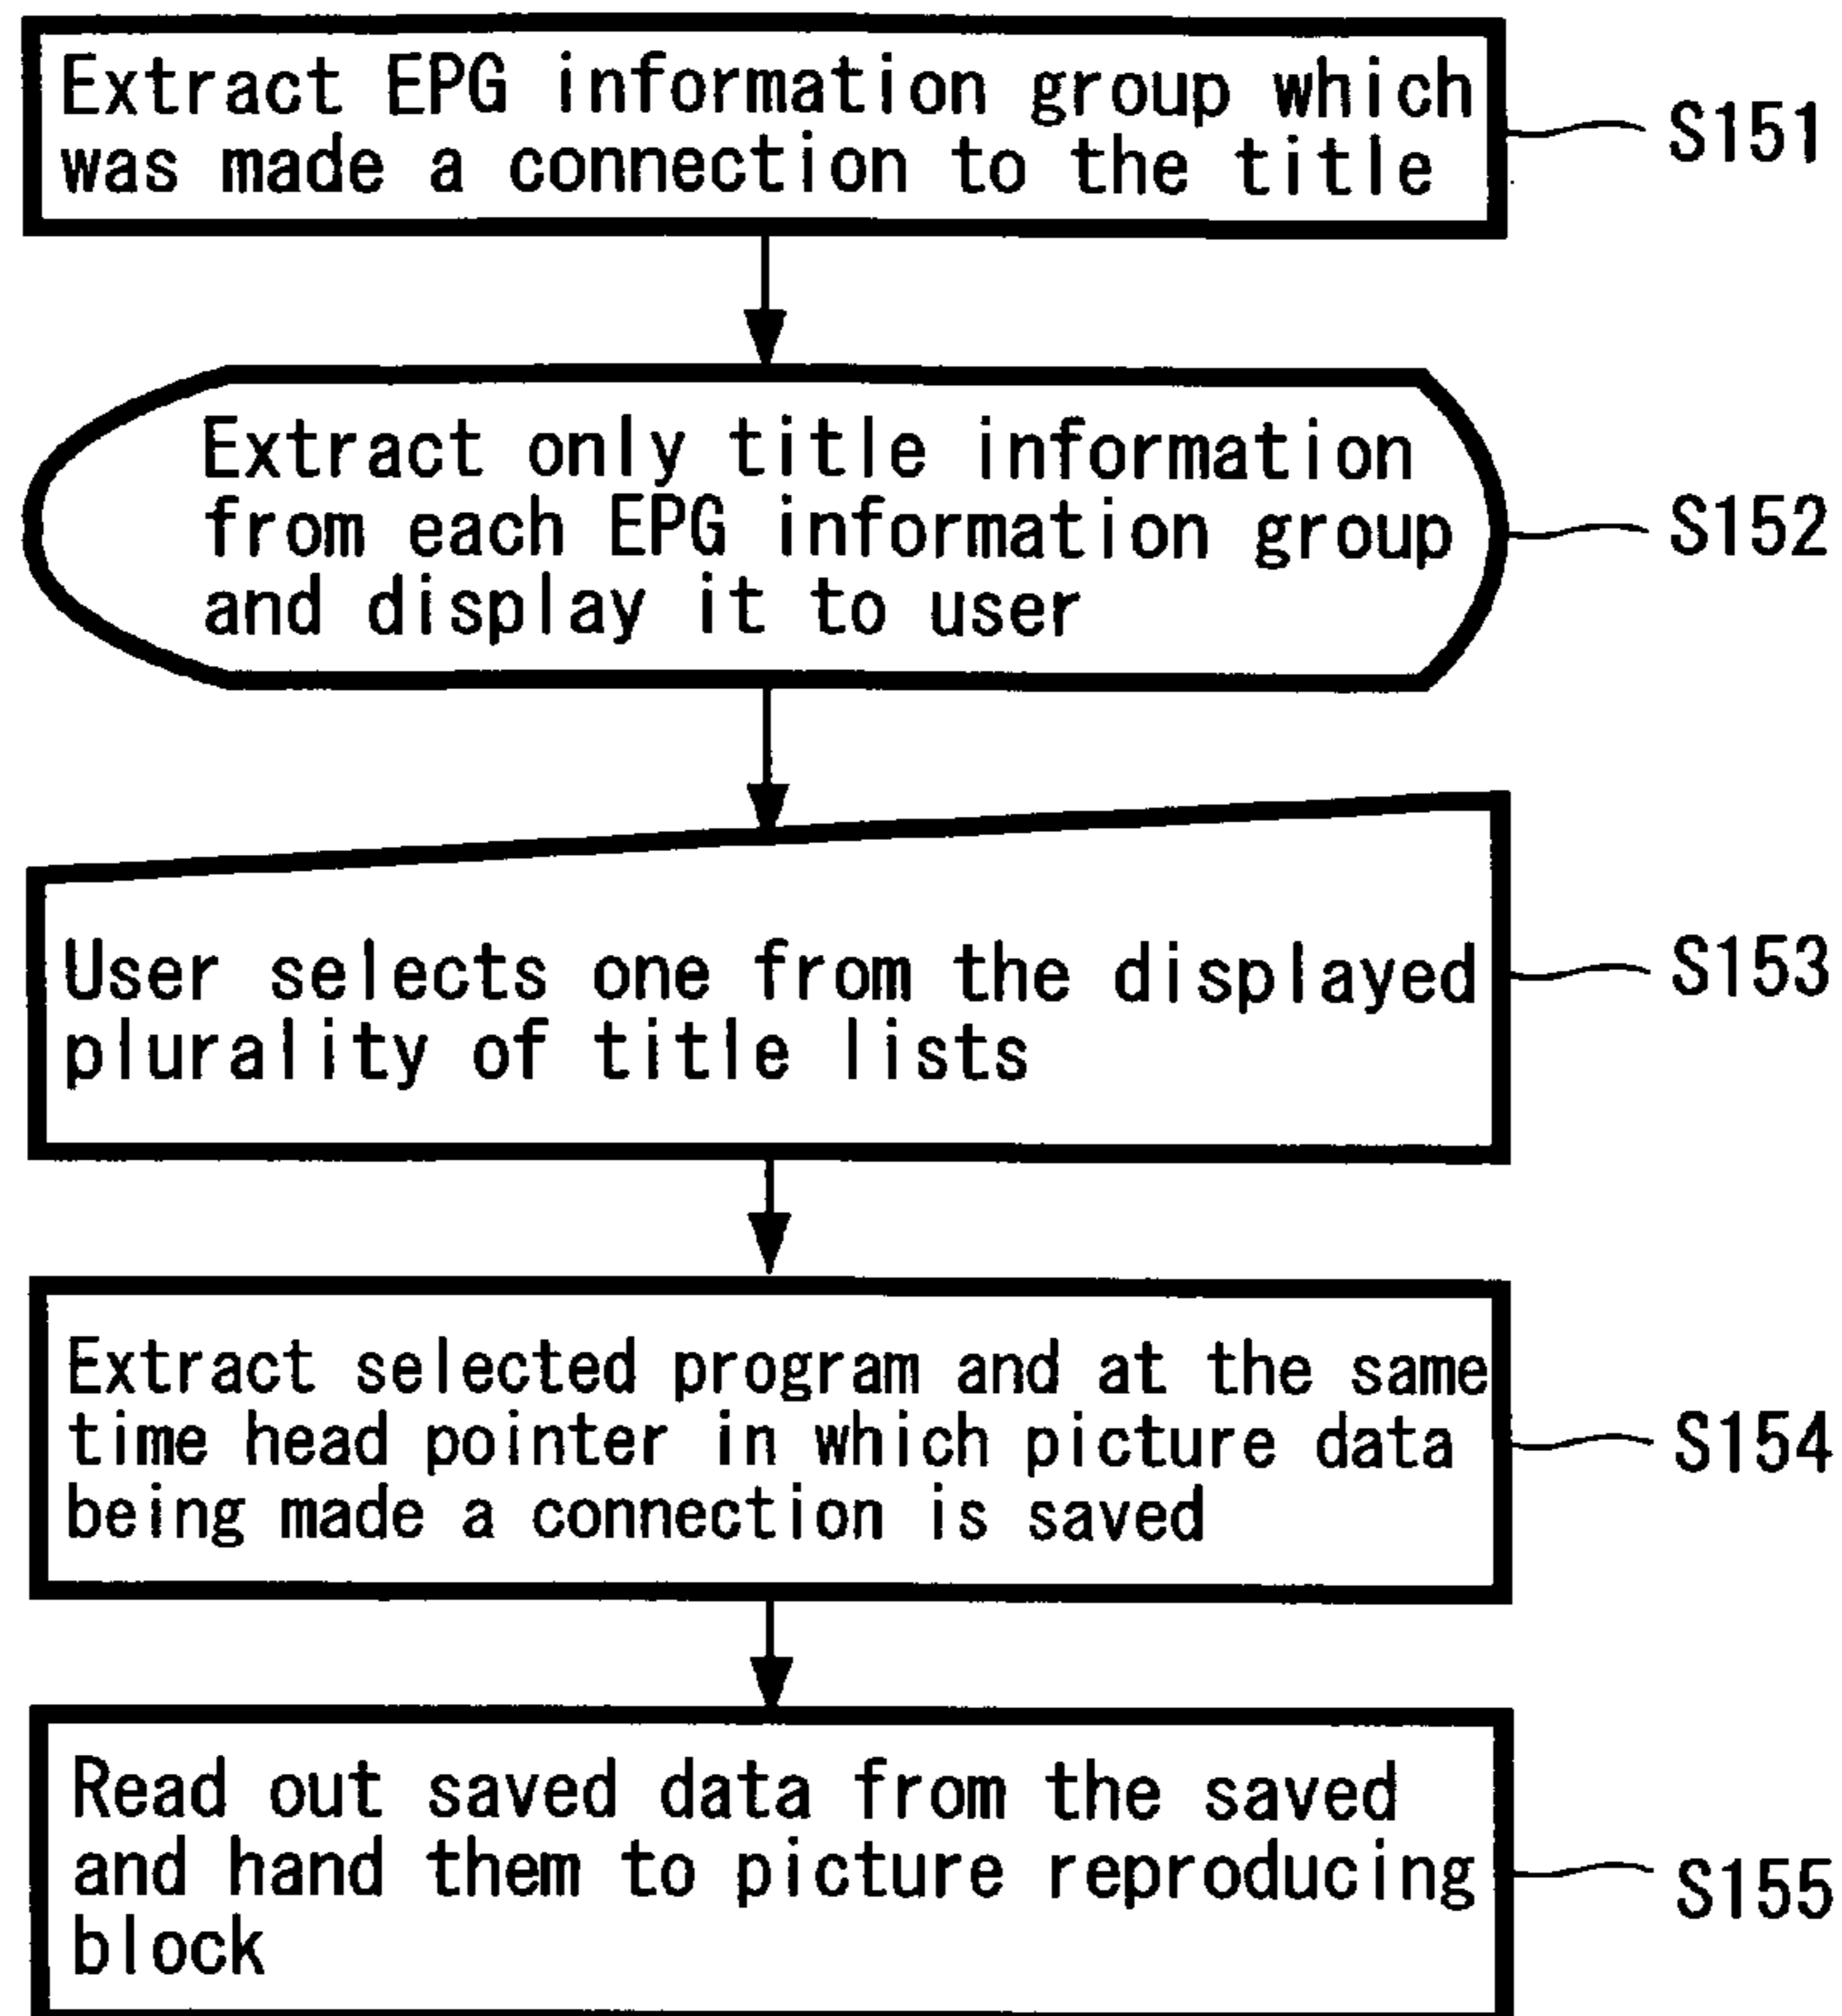 Extract EPG information group which
was made a connection to the title
S151
Extract only title information
from each EPG information group
and display it to user
S152
User selects one from the displayed
plurality of title lists
S153
Extract selected program and at the same
time head pointer in which picture data
being made a connection is saved
S154
Read out saved data from the saved
and hand them to picture reproducing
block
S155